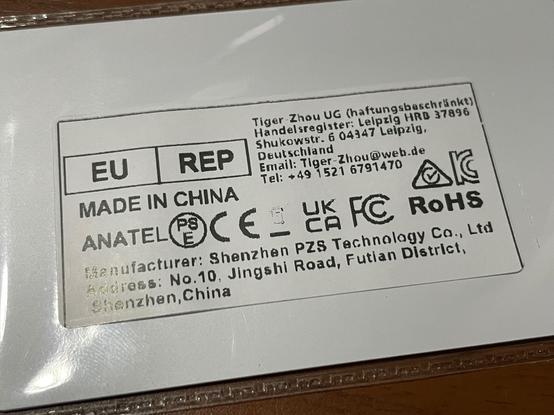 Tiger-Zhou UG (haftungsbeschränkt)
Handelsregister: Leipzig HRB 37896
Shukowstr. 6 04347 Leipzig,
Deutschland
Email: Tiger-Zhou@web.de
Tel: +49 1521 6791470
EU REP
MADE IN CHINA
ANATEL PS E CE UK CA FC RoHS
Manufacturer: Shenzhen PZS Technology Co., Ltd
Address: No.10, Jingshi Road, Futian District,
Shenzhen,China